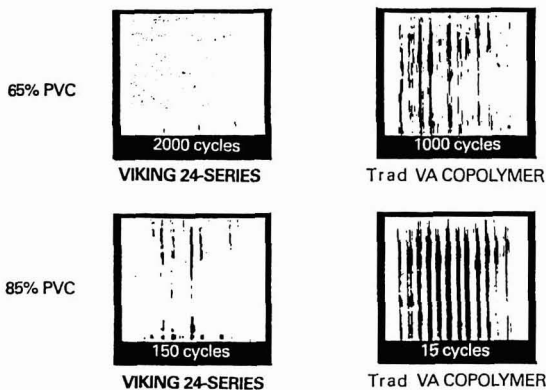 65% PVC
2000 cycles
1000 cycles
VIKING 24-SERIES
Trad VA COPOLYMER
85% PVC
150 cycles
15 cycles
VIKING 24-SERIES
Trad VA COPOLYMER